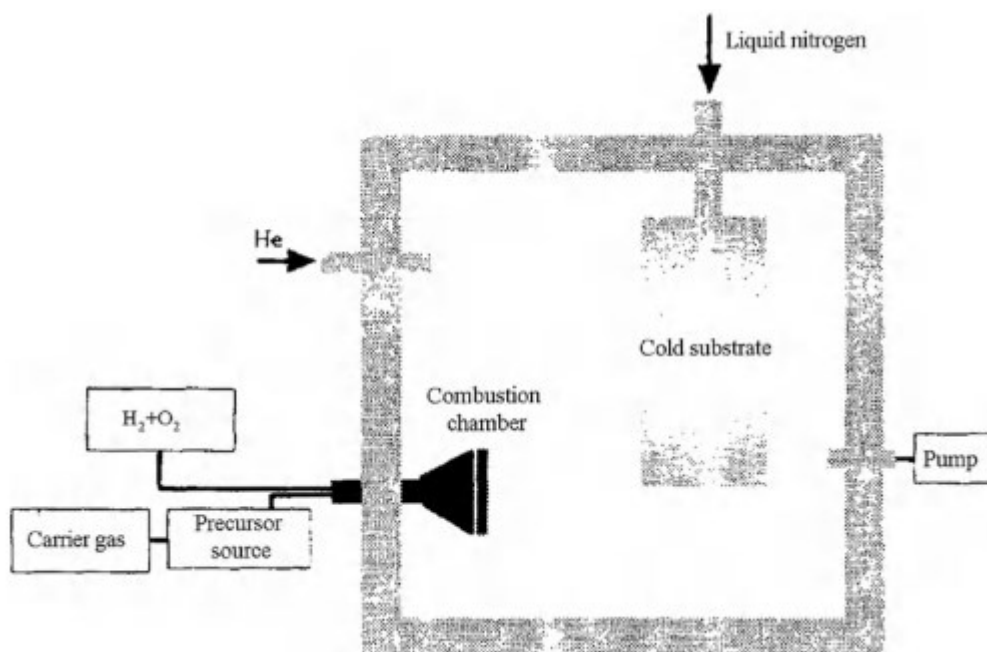 Liquid nitrogen
He
Cold substrate
Combustion
chamber
H₂+O₂
Pump
Carrier gas
Precursor
source